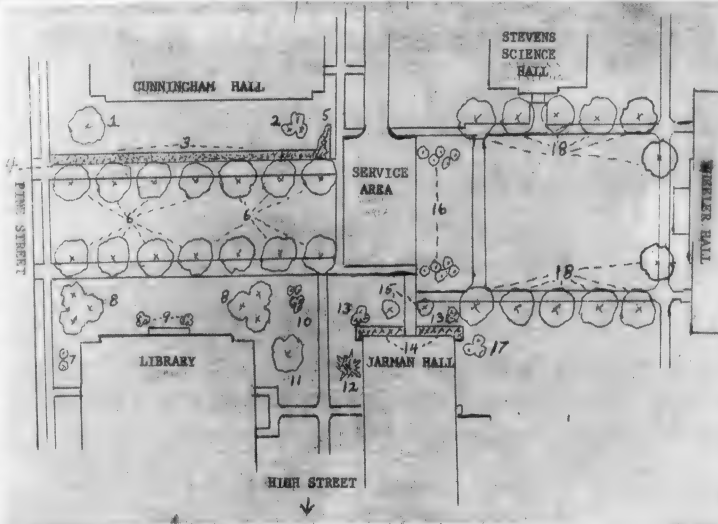 STEVENS
SCIENCE
HALL
CUNNINGHAM HALL
1
2
5
3
4
18
6
6
SERVICE
AREA
16
PINE STREET
WHEELER HALL
18
8
8
9
10
13
15
13
7
LIBRARY
11
12
14
JARMAN HALL
17
HIGH STREET